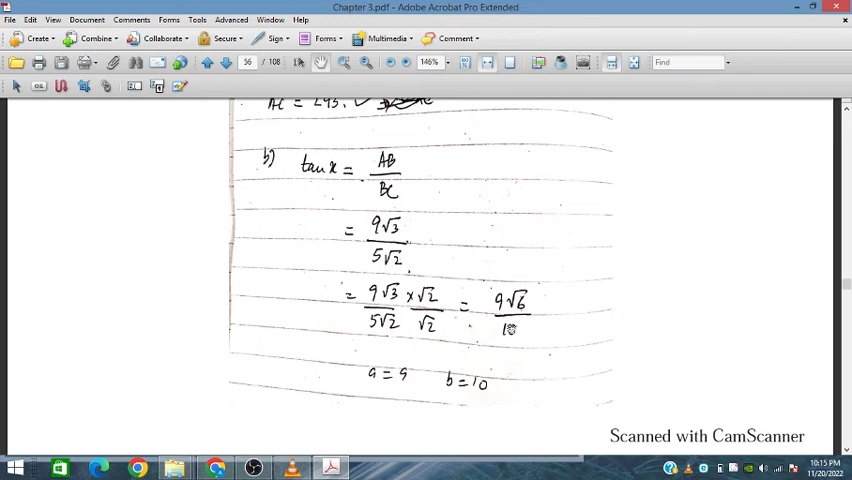 Chapter 3.pdf - Adobe Acrobat Pro Extended
File Edit View Document Comments Forms Tools Advanced Window Help
Create Combine Collaborate Secure Sign Forms Multimedia Comment
56 / 108 146% Find
AC =
b) tan x = AB / BC
= 9√3 / 5√2
= 9√3 / 5√2 × √2 / √2 = 9√6 / 10
a = 9 b = 10
Scanned with CamScanner
10:15 PM
11/20/2022